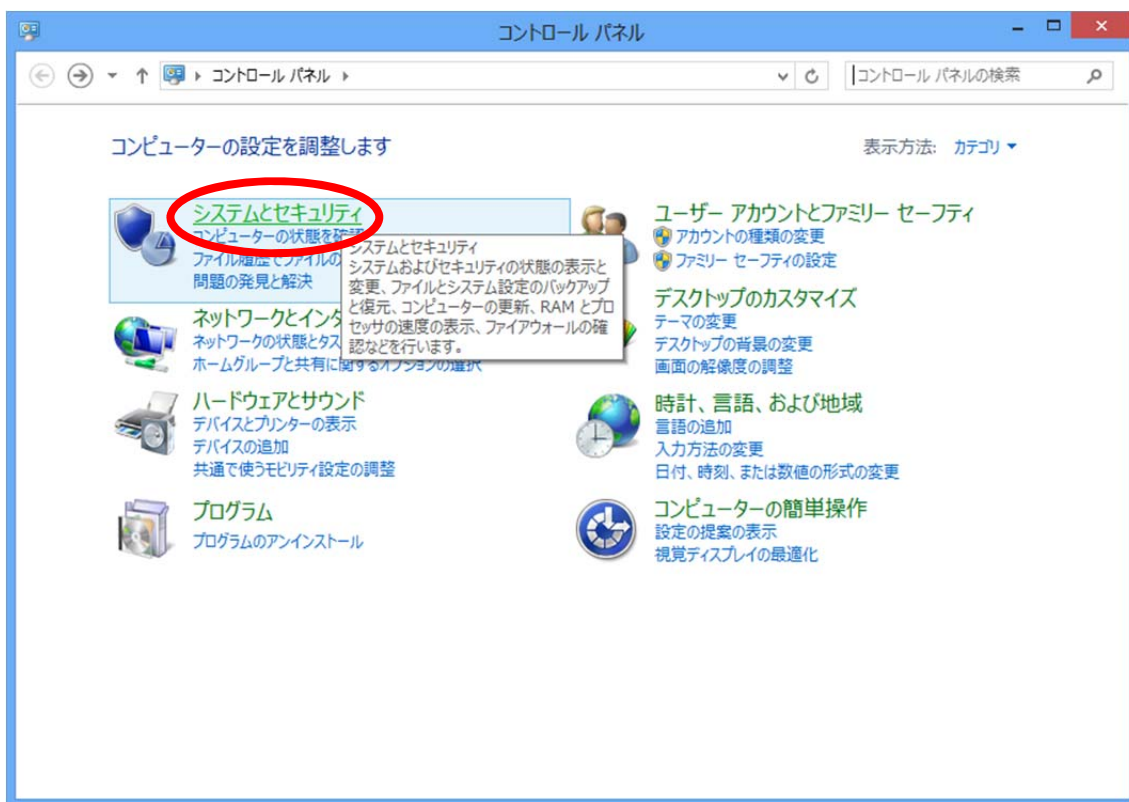 コントロール パネル
コントロール パネル
コントロール パネルの検索
コンピューターの設定を調整します
表示方法: カテゴリ
システムとセキュリティ
コンピューターの状態を確認
ファイル履歴でファイルの
問題の発見と解決
システムとセキュリティ
システムおよびセキュリティの状態の表示と
変更、ファイルとシステム設定のバックアップ
と復元、コンピューターの更新、RAM とプロ
セッサの速度の表示、ファイアウォールの確
認などを行います。
ネットワークとインタ
ネットワークの状態とタス
ホームグループと共有に関するオプションの選択
ハードウェアとサウンド
デバイスとプリンターの表示
デバイスの追加
共通で使うモビリティ設定の調整
プログラム
プログラムのアンインストール
ユーザー アカウントとファミリー セーフティ
アカウントの種類の変更
ファミリー セーフティの設定
デスクトップのカスタマイズ
テーマの変更
デスクトップの背景の変更
画面の解像度の調整
時計、言語、および地域
言語の追加
入力方法の変更
日付、時刻、または数値の形式の変更
コンピューターの簡単操作
設定の提案の表示
視覚ディスプレイの最適化